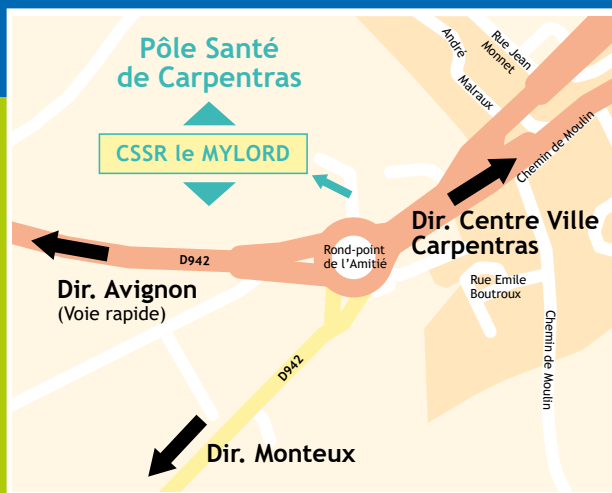 Pôle Santé
de Carpentras
CSSR le MYLORD
André
Malraux
Rue Jean
Monnet
Chemin de Moulin
Dir. Centre Ville
Carpentras
D942
Rond-point
de l'Amitié
Dir. Avignon
(Voie rapide)
Rue Emile
Boutroux
Chemin de Moulin
D942
Dir. Monteux